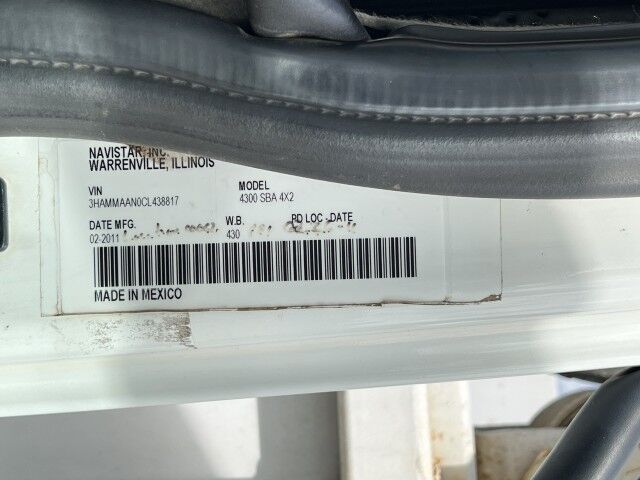 NAVISTAR, INC.
WARRENVILLE, ILLINOIS
VIN MODEL
3HAMMAAN0CL438817 4300 SBA 4X2
DATE MFG. W.B. PD LOC DATE
02-2011 430
MADE IN MEXICO